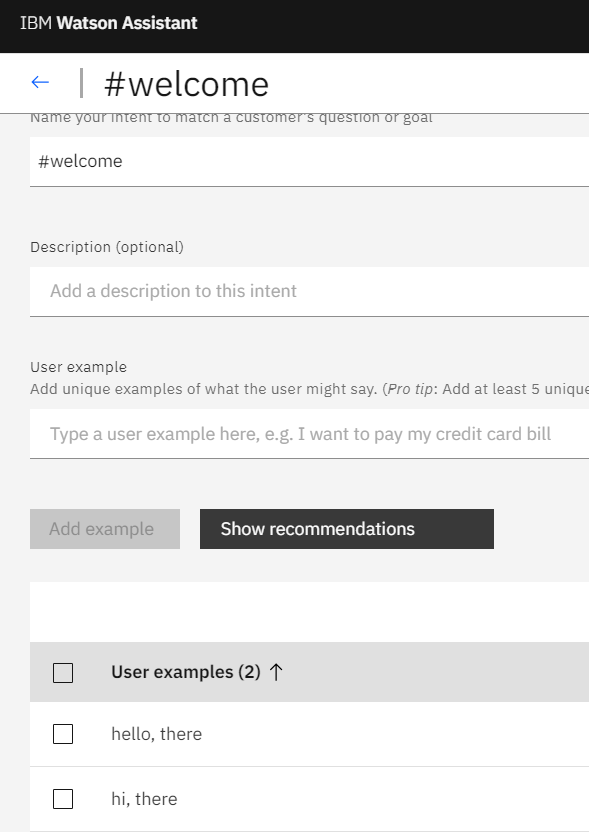 IBM Watson Assistant
#welcome
Name your intent to match a customer's question or goal
#welcome
Description (optional)
Add a description to this intent
User example
Add unique examples of what the user might say. (Pro tip: Add at least 5 unique
Type a user example here, e.g. I want to pay my credit card bill
Add example
Show recommendations
User examples (2)
hello, there
hi, there